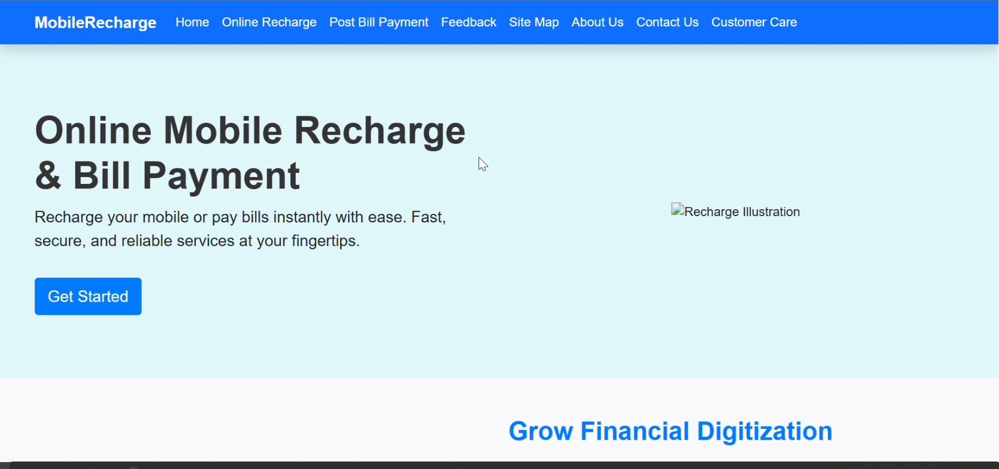 MobileRecharge Home Online Recharge Post Bill Payment Feedback Site Map About Us Contact Us Customer Care
Online Mobile Recharge
& Bill Payment
Recharge your mobile or pay bills instantly with ease. Fast,
secure, and reliable services at your fingertips.
Get Started
Recharge Illustration
Grow Financial Digitization